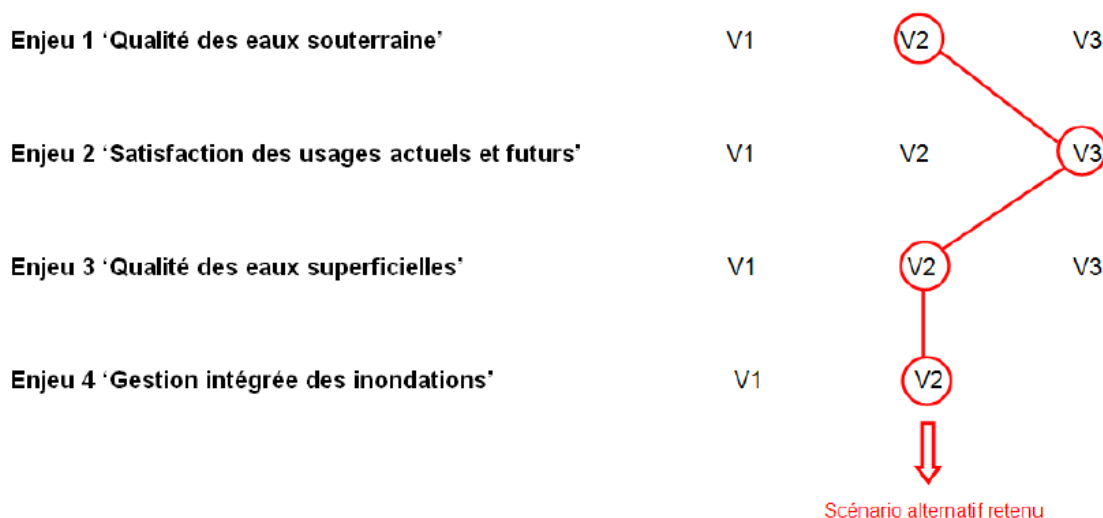 Enjeu 1 ‘Qualité des eaux souterraine’ V1 V2 V3
Enjeu 2 ‘Satisfaction des usages actuels et futurs’ V1 V2 V3
Enjeu 3 ‘Qualité des eaux superficielles’ V1 V2 V3
Enjeu 4 ‘Gestion intégrée des inondations’ V1 V2
Scénario alternatif retenu